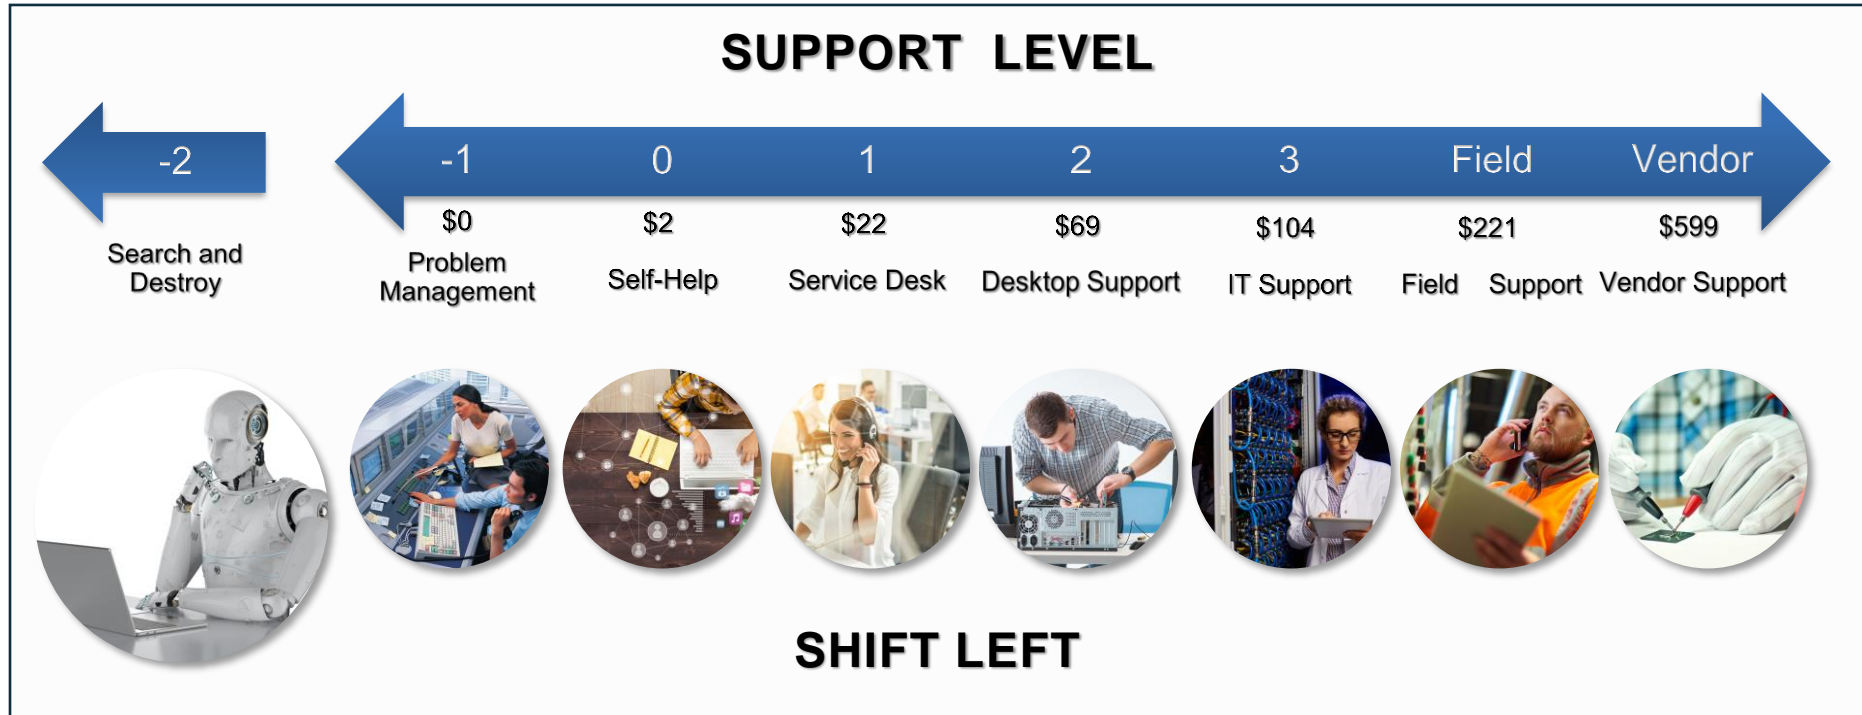 SUPPORT LEVEL
-2
-1
0
1
2
3
Field
Vendor
$0
$2
$22
$69
$104
$221
$599
Search and
Destroy
Problem
Management
Self-Help
Service Desk
Desktop Support
IT Support
Field Support
Vendor Support
SHIFT LEFT